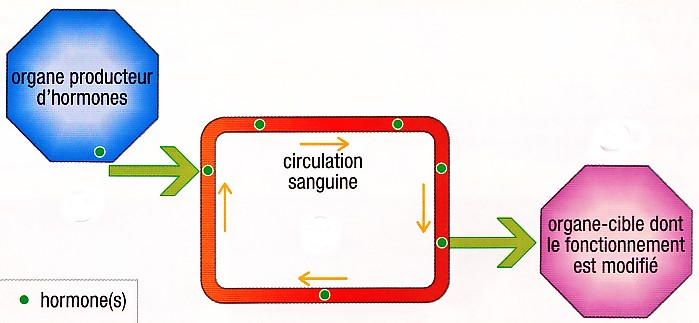 organe producteur
d'hormones
circulation
sanguine
organe-cible dont
le fonctionnement
est modifié
hormone(s)